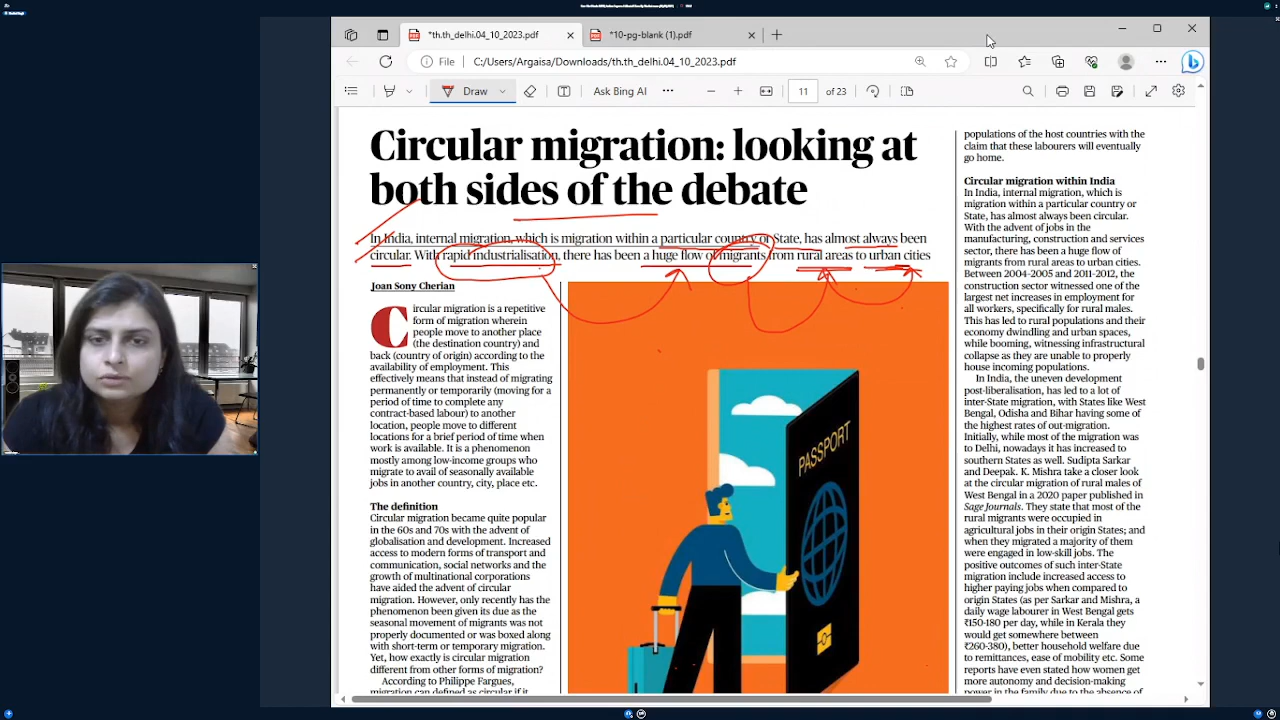 *th.th_delhi.04_10_2023.pdf
*10-pg-blank (1).pdf
File
C:/Users/Argaisa/Downloads/th.th_delhi.04_10_2023.pdf
Draw
Ask Bing AI
11 of 23
Circular migration: looking at
both sides of the debate
In India, internal migration, which is migration within a particular country or State, has almost always been
circular. With rapid industrialisation, there has been a huge flow of migrants from rural areas to urban cities
Joan Sony Cherian
Circular migration is a repetitive
form of migration wherein
people move to another place
(the destination country) and
back (country of origin) according to the
availability of employment. This
effectively means that instead of migrating
permanently or temporarily (moving for a
period of time to complete any
contract-based labour) to another
location, people move to different
locations for a brief period of time when
work is available. It is a phenomenon
mostly among low-income groups who
migrate to avail of seasonally available
jobs in another country, city, place etc.
The definition
Circular migration became quite popular
in the 60s and 70s with the advent of
globalisation and development. Increased
access to modern forms of transport and
communication, social networks and the
growth of multinational corporations
have aided the advent of circular
migration. However, only recently has the
phenomenon been given its due as the
seasonal movement of migrants was not
properly documented or was boxed along
with short-term or temporary migration.
Yet, how exactly is circular migration
different from other forms of migration?
According to Philippe Fargues,
migration can defined as circular if it
PASSPORT
populations of the host countries with the
claim that these labourers will eventually
go home.
Circular migration within India
In India, internal migration, which is
migration within a particular country or
State, has almost always been circular.
With the advent of jobs in the
manufacturing, construction and services
sector, there has been a huge flow of
migrants from rural areas to urban cities.
Between 2004-2005 and 2011-2012, the
construction sector witnessed one of the
largest net increases in employment for
all workers, specifically for rural males.
This has led to rural populations and their
economy dwindling and urban spaces,
while booming, witnessing infrastructural
collapse as they are unable to properly
house incoming populations.
In India, the uneven development
post-liberalisation, has led to a lot of
inter-State migration, with States like West
Bengal, Odisha and Bihar having some of
the highest rates of out-migration.
Initially, while most of the migration was
to Delhi, nowadays it has increased to
southern States as well. Sudipta Sarkar
and Deepak. K. Mishra take a closer look
at the circular migration of rural males of
West Bengal in a 2020 paper published in
Sage Journals. They state that most of the
rural migrants were occupied in
agricultural jobs in their origin States; and
when they migrated a majority of them
were engaged in low-skill jobs. The
positive outcomes of such inter-State
migration include increased access to
higher paying jobs when compared to
origin States (as per Sarkar and Mishra, a
daily wage labourer in West Bengal gets
₹150-180 per day, while in Kerala they
would get somewhere between
₹260-380), better household welfare due
to remittances, ease of mobility etc. Some
reports have even stated how women get
more autonomy and decision-making
power in the family due to the absence of